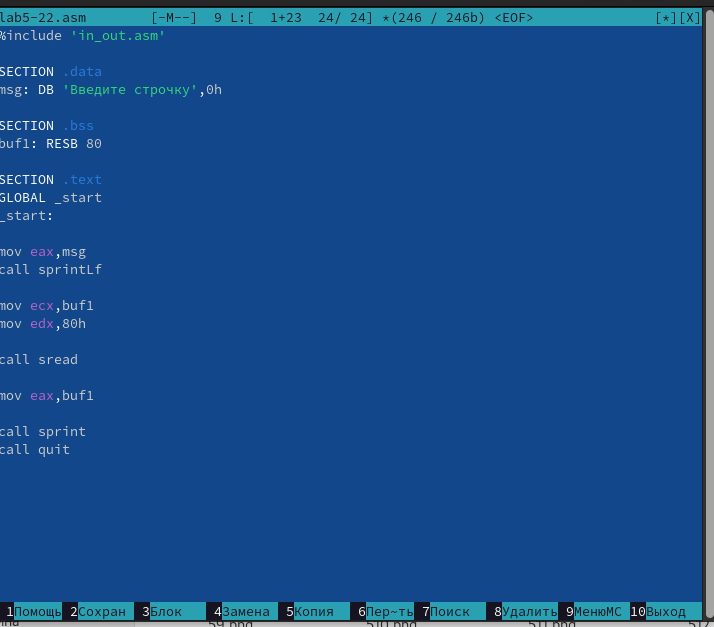 lab5-22.asm [-M--] 9 L:[ 1+23 24/ 24] *(246 / 246b) <EOF> [*][X]
%include 'in_out.asm'
SECTION .data
msg: DB 'Введите строчку',0h
SECTION .bss
buf1: RESB 80
SECTION .text
GLOBAL _start
_start:
mov eax,msg
call sprintLf
mov ecx,buf1
mov edx,80h
call sread
mov eax,buf1
call sprint
call quit
1Помощь 2Сохран 3Блок 4Замена 5Копия 6Пер~ть 7Поиск 8Удалить 9МенюМС 10Выход